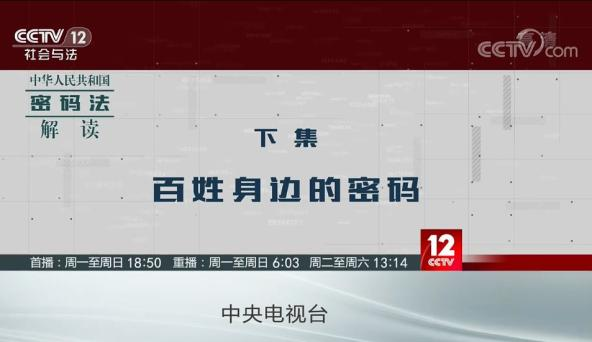 CCTV 12
社会与法
高清
CCTV.com
中华人民共和国
密码法
解读
下集
百姓身边的密码
首播：周一至周日 18:50 重播：周一至周日 6:03 周二至周六 13:14
12
CCTV
中央电视台